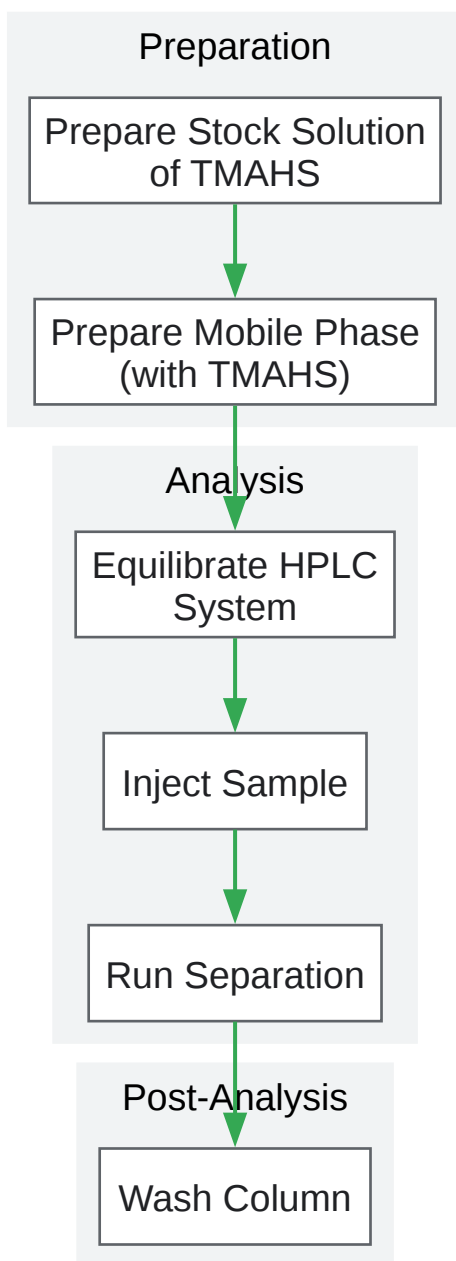 Preparation
Prepare Stock Solution
of TMAHS
Prepare Mobile Phase
(with TMAHS)
Analysis
Equilibrate HPLC
System
Inject Sample
Run Separation
Post-Analysis
Wash Column